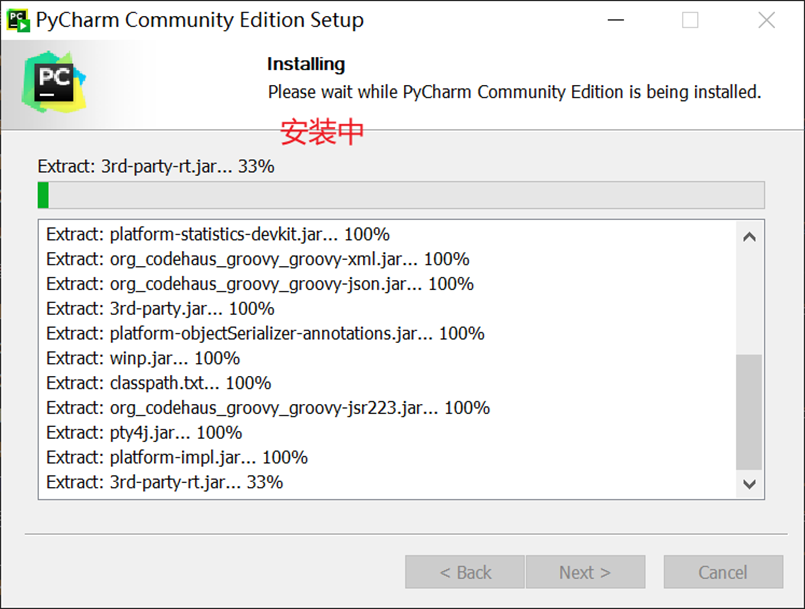 PyCharm Community Edition Setup
PC
Installing
Please wait while PyCharm Community Edition is being installed.
安装中
Extract: 3rd-party-rt.jar... 33%
Extract: platform-statistics-devkit.jar... 100%
Extract: org_codehaus_groovy_groovy-xml.jar... 100%
Extract: org_codehaus_groovy_groovy-json.jar... 100%
Extract: 3rd-party.jar... 100%
Extract: platform-objectSerializer-annotations.jar... 100%
Extract: winp.jar... 100%
Extract: classpath.txt... 100%
Extract: org_codehaus_groovy_groovy-jsr223.jar... 100%
Extract: pty4j.jar... 100%
Extract: platform-impl.jar... 100%
Extract: 3rd-party-rt.jar... 33%
< Back
Next >
Cancel